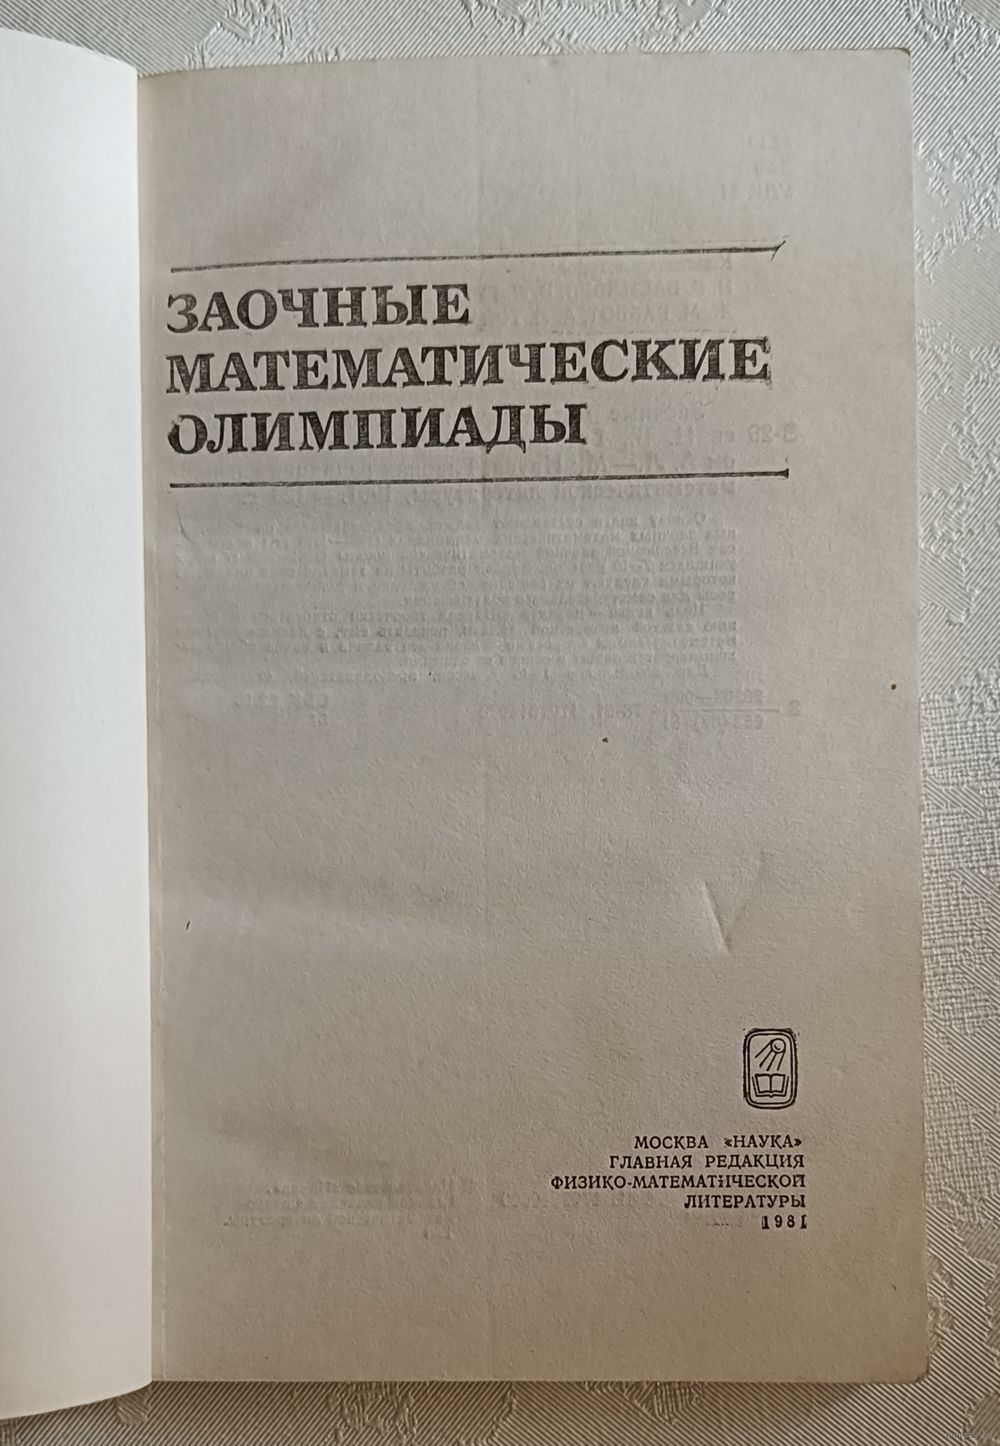 ЗАОЧНЫЕ
МАТЕМАТИЧЕСКИЕ
ОЛИМПИАДЫ
МОСКВА «НАУКА»
ГЛАВНАЯ РЕДАКЦИЯ
ФИЗИКО-МАТЕМАТИЧЕСКОЙ
ЛИТЕРАТУРЫ
1981